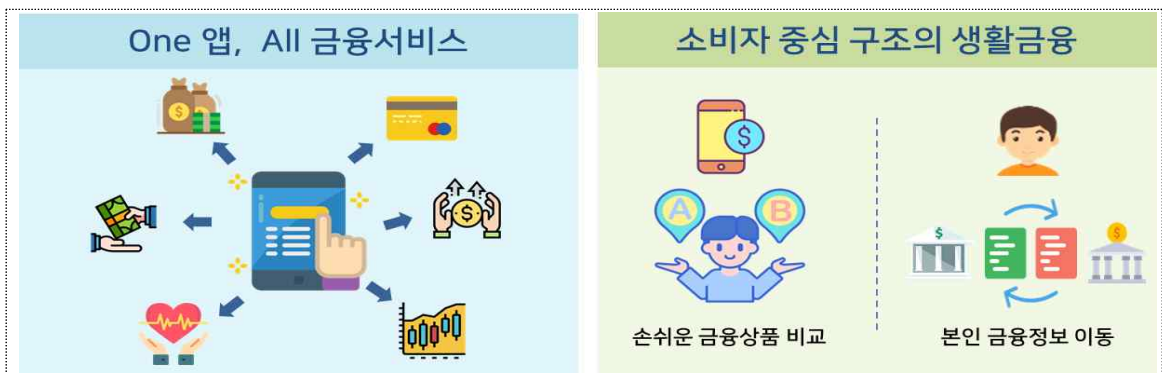 One 앱, All 금융서비스
소비자 중심 구조의 생활금융
A B
손쉬운 금융상품 비교
본인 금융정보 이동